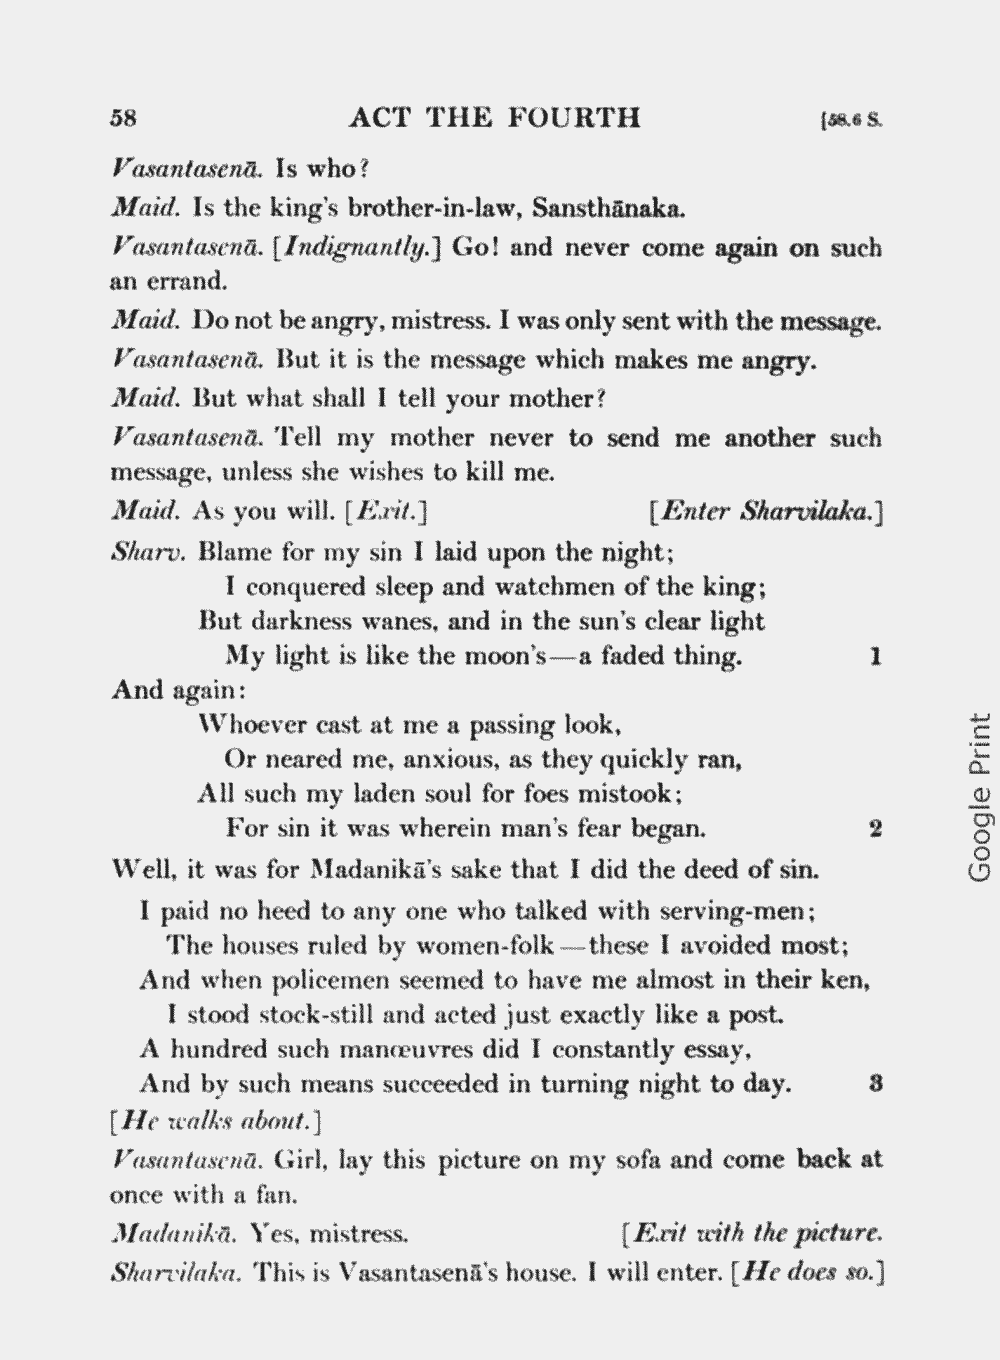 58 ACT THE FOURTH [58.6 S.
Vasantasenā. Is who?
Maid. Is the king's brother-in-law, Sansthānaka.
Vasantasenā. [Indignantly.] Go! and never come again on such
an errand.
Maid. Do not be angry, mistress. I was only sent with the message.
Vasantasenā. But it is the message which makes me angry.
Maid. But what shall I tell your mother?
Vasantasenā. Tell my mother never to send me another such
message, unless she wishes to kill me.
Maid. As you will. [Exit.] [Enter Sharvilaka.]
Sharv. Blame for my sin I laid upon the night;
I conquered sleep and watchmen of the king;
But darkness wanes, and in the sun's clear light
My light is like the moon's—a faded thing. 1
And again:
Whoever cast at me a passing look,
Or neared me, anxious, as they quickly ran,
All such my laden soul for foes mistook;
For sin it was wherein man's fear began. 2
Well, it was for Madanikā's sake that I did the deed of sin.
I paid no heed to any one who talked with serving-men;
The houses ruled by women-folk—these I avoided most;
And when policemen seemed to have me almost in their ken,
I stood stock-still and acted just exactly like a post.
A hundred such manœuvres did I constantly essay,
And by such means succeeded in turning night to day. 3
[He walks about.]
Vasantasenā. Girl, lay this picture on my sofa and come back at
once with a fan.
Madanikā. Yes, mistress. [Exit with the picture.
Sharvilaka. This is Vasantasenā's house. I will enter. [He does so.]
Google Print